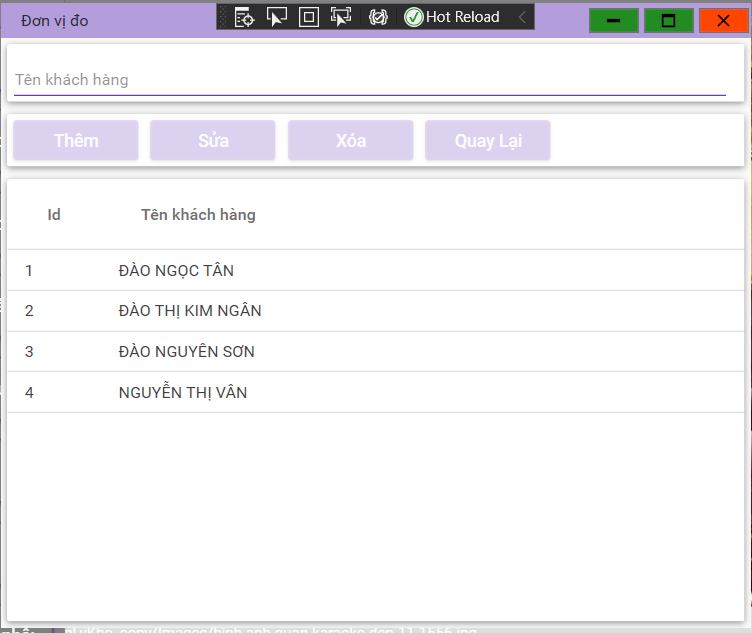 Đơn vị đo
Hot Reload
Tên khách hàng
Thêm Sửa Xóa Quay Lại
Id Tên khách hàng
1 ĐÀO NGỌC TÂN
2 ĐÀO THỊ KIM NGÂN
3 ĐÀO NGUYÊN SƠN
4 NGUYỄN THỊ VÂN